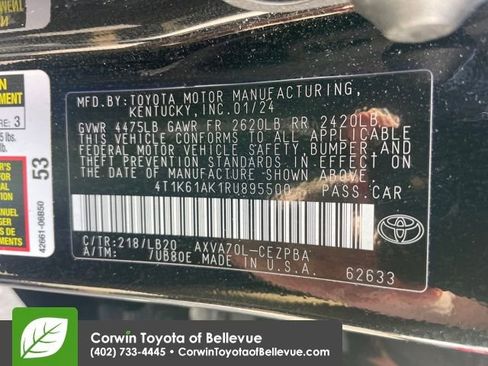 MFD.BY:TOYOTA MOTOR MANUFACTURING,
KENTUCKY, INC.01/24
GVWR 4475LB GAWR FR 2620LB RR 2420LB
THIS VEHICLE CONFORMS TO ALL APPLICABLE
FEDERAL MOTOR VEHICLE SAFETY, BUMPER,AND
THEFT PREVENTION STANDARDS IN EFFECT ON
THE DATE OF MANUFACTURE SHOWN ABOVE.
4T1K61AK1RU895500 PASS.CAR
C/TR:218/LB20 AXVA70L-CEZPBA
A/TM: 7UB80E MADE IN U.S.A.
62633
TOYOTA
53
42661-06B50
Corwin Toyota of Bellevue
(402) 733-4445 • CorwinToyotaofBellevue.com